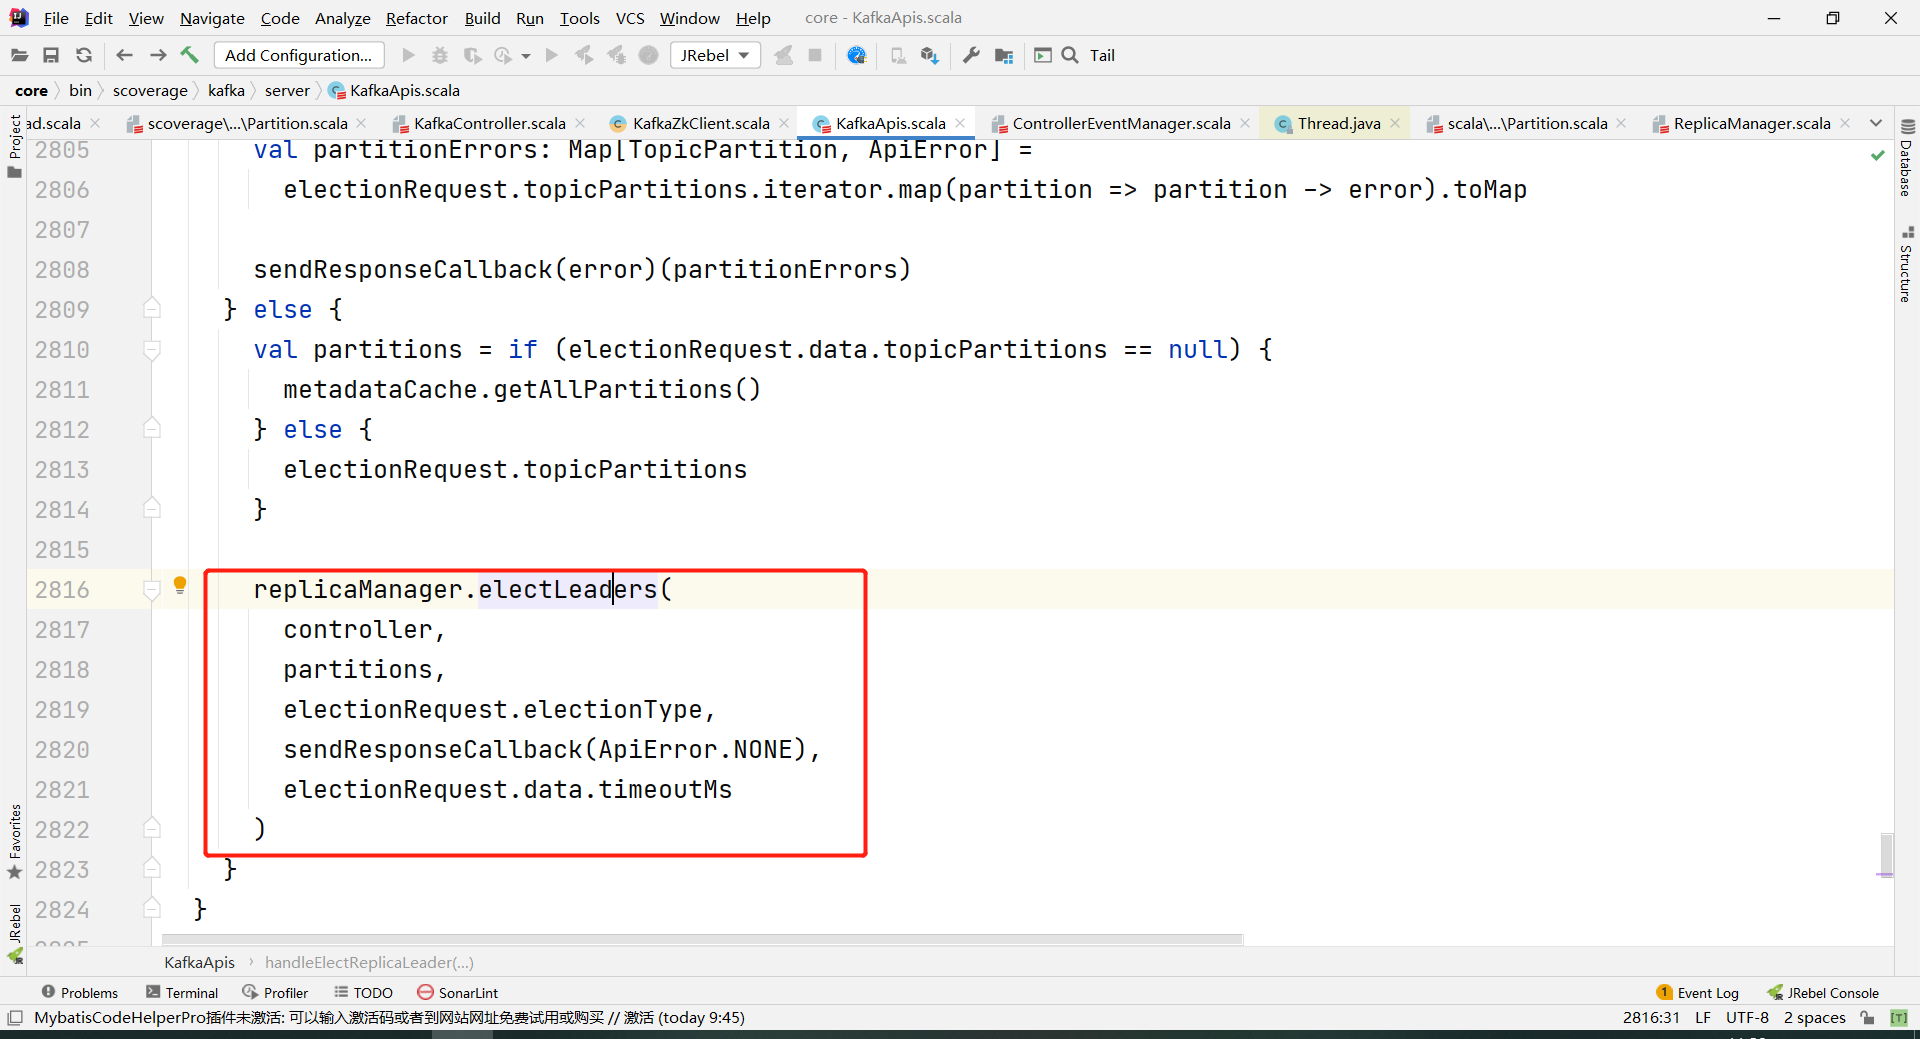 File Edit View Navigate Code Analyze Refactor Build Run Tools VCS Window Help core - KafkaApis.scala
Add Configuration... JRebel Tail
core bin scoverage kafka server KafkaApis.scala
ad.scala scoverage\...\Partition.scala KafkaController.scala KafkaZkClient.scala KafkaApis.scala ControllerEventManager.scala Thread.java scala\...\Partition.scala ReplicaManager.scala
Project
Favorites
JRebel
Database
Structure
2805 val partitionErrors: Map[TopicPartition, ApiError] =
2806 electionRequest.topicPartitions.iterator.map(partition => partition -> error).toMap
2807
2808 sendResponseCallback(error)(partitionErrors)
2809 } else {
2810 val partitions = if (electionRequest.data.topicPartitions == null) {
2811 metadataCache.getAllPartitions()
2812 } else {
2813 electionRequest.topicPartitions
2814 }
2815
2816 replicaManager.electLeaders(
2817 controller,
2818 partitions,
2819 electionRequest.electionType,
2820 sendResponseCallback(ApiError.NONE),
2821 electionRequest.data.timeoutMs
2822 )
2823 }
2824 }
KafkaApis handleElectReplicaLeader(...)
Problems Terminal Profiler TODO SonarLint 1 Event Log JRebel Console
MybatisCodeHelperPro插件未激活: 可以输入激活码或者到网站网址免费试用或购买 // 激活 (today 9:45) 2816:31 LF UTF-8 2 spaces [T]